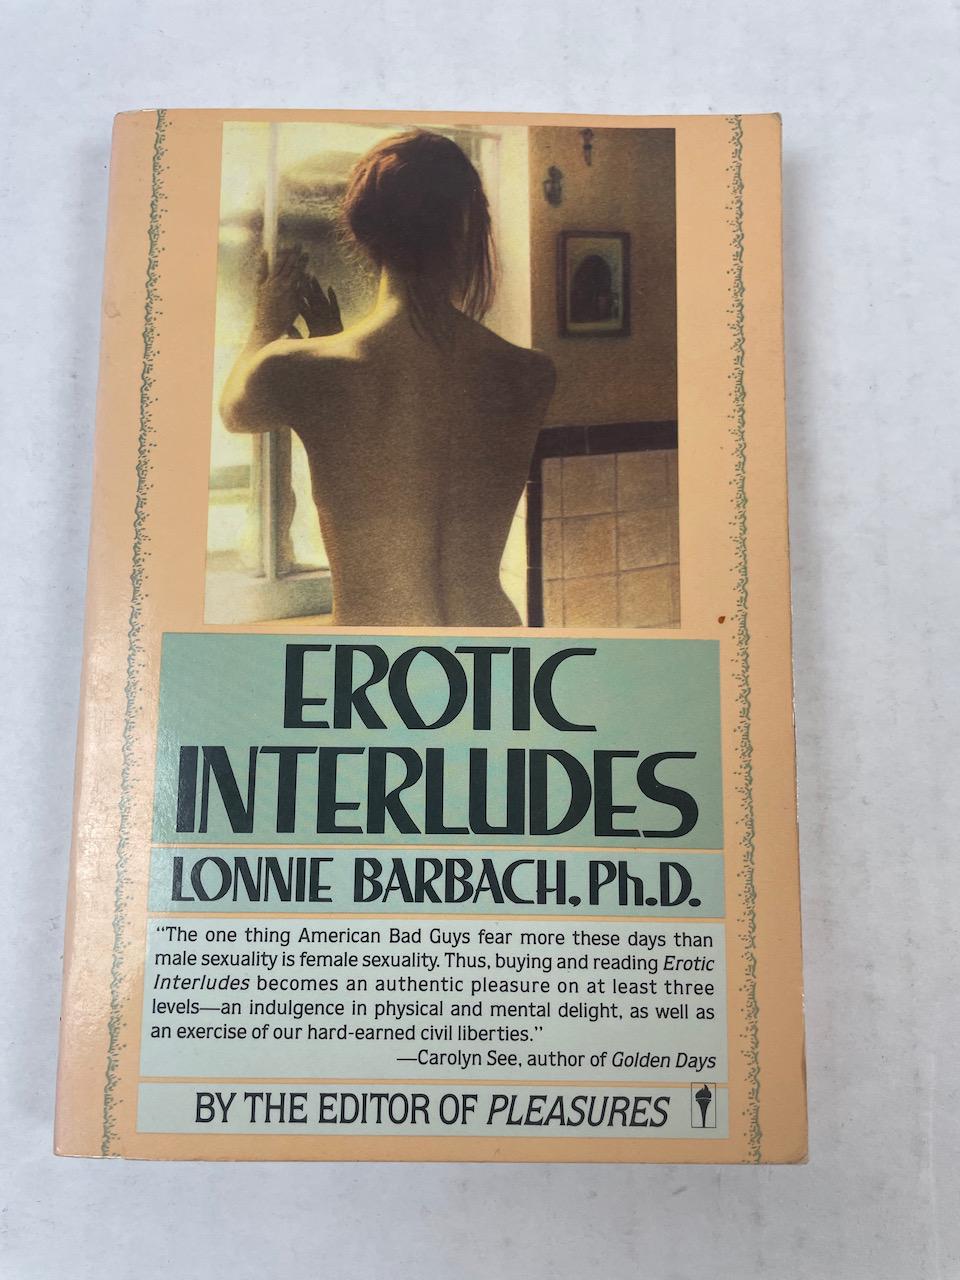 EROTIC
INTERLUDES
LONNIE BARBACH, Ph.D.
“The one thing American Bad Guys fear more these days than
male sexuality is female sexuality. Thus, buying and reading Erotic
Interludes becomes an authentic pleasure on at least three
levels—an indulgence in physical and mental delight, as well as
an exercise of our hard-earned civil liberties.”
—Carolyn See, author of Golden Days
BY THE EDITOR OF PLEASURES